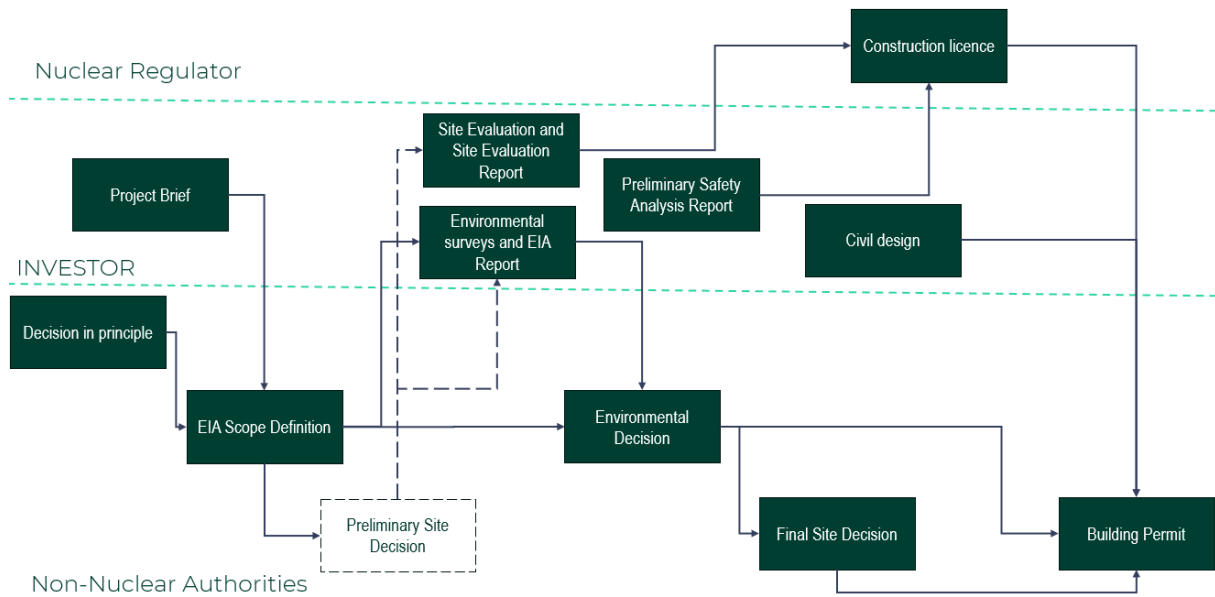 Construction licence
Nuclear Regulator
Site Evaluation and
Site Evaluation
Report
Project Brief
Preliminary Safety
Analysis Report
Environmental
surveys and EIA
Report
Civil design
INVESTOR
Decision in principle
EIA Scope Definition
Environmental
Decision
Preliminary Site
Decision
Final Site Decision
Building Permit
Non-Nuclear Authorities